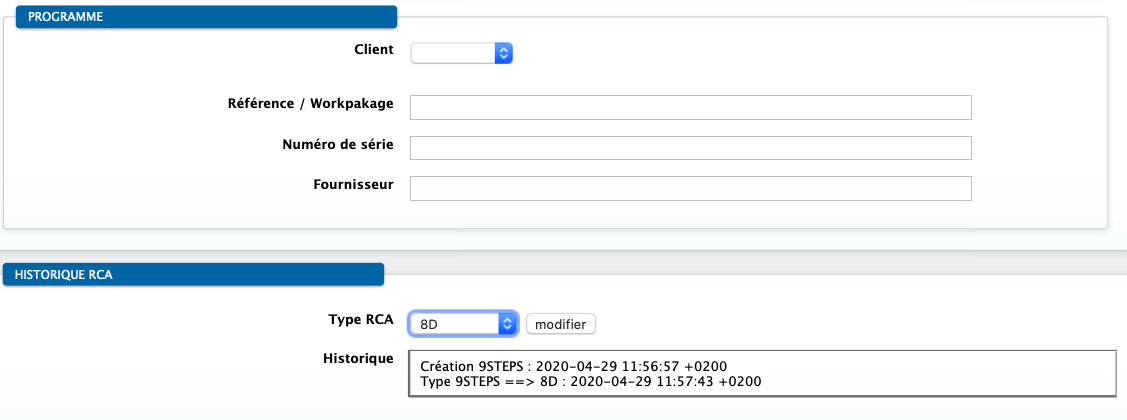 PROGRAMME
Client
Référence / Workpakage
Numéro de série
Fournisseur
HISTORIQUE RCA
Type RCA 8D modifier
Historique
Création 9STEPS : 2020-04-29 11:56:57 +0200
Type 9STEPS ==> 8D : 2020-04-29 11:57:43 +0200